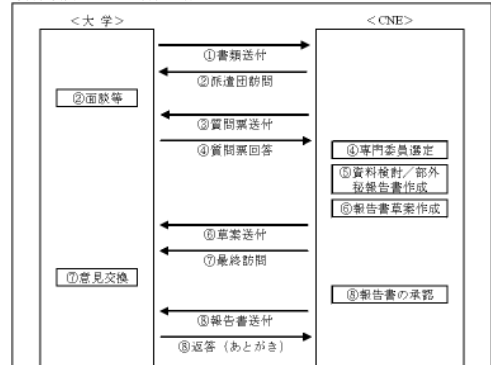 <大 学>
<CNE>
①書類送付
②派遣団訪問
②面談等
③質問票送付
④質問票回答
④専門委員選定
⑤資料検討／部外
秘報告書作成
⑥報告書草案作成
⑥草案送付
⑦最終訪問
⑦意見交換
⑧報告書の承認
⑧報告書送付
⑧返答（あとがき）